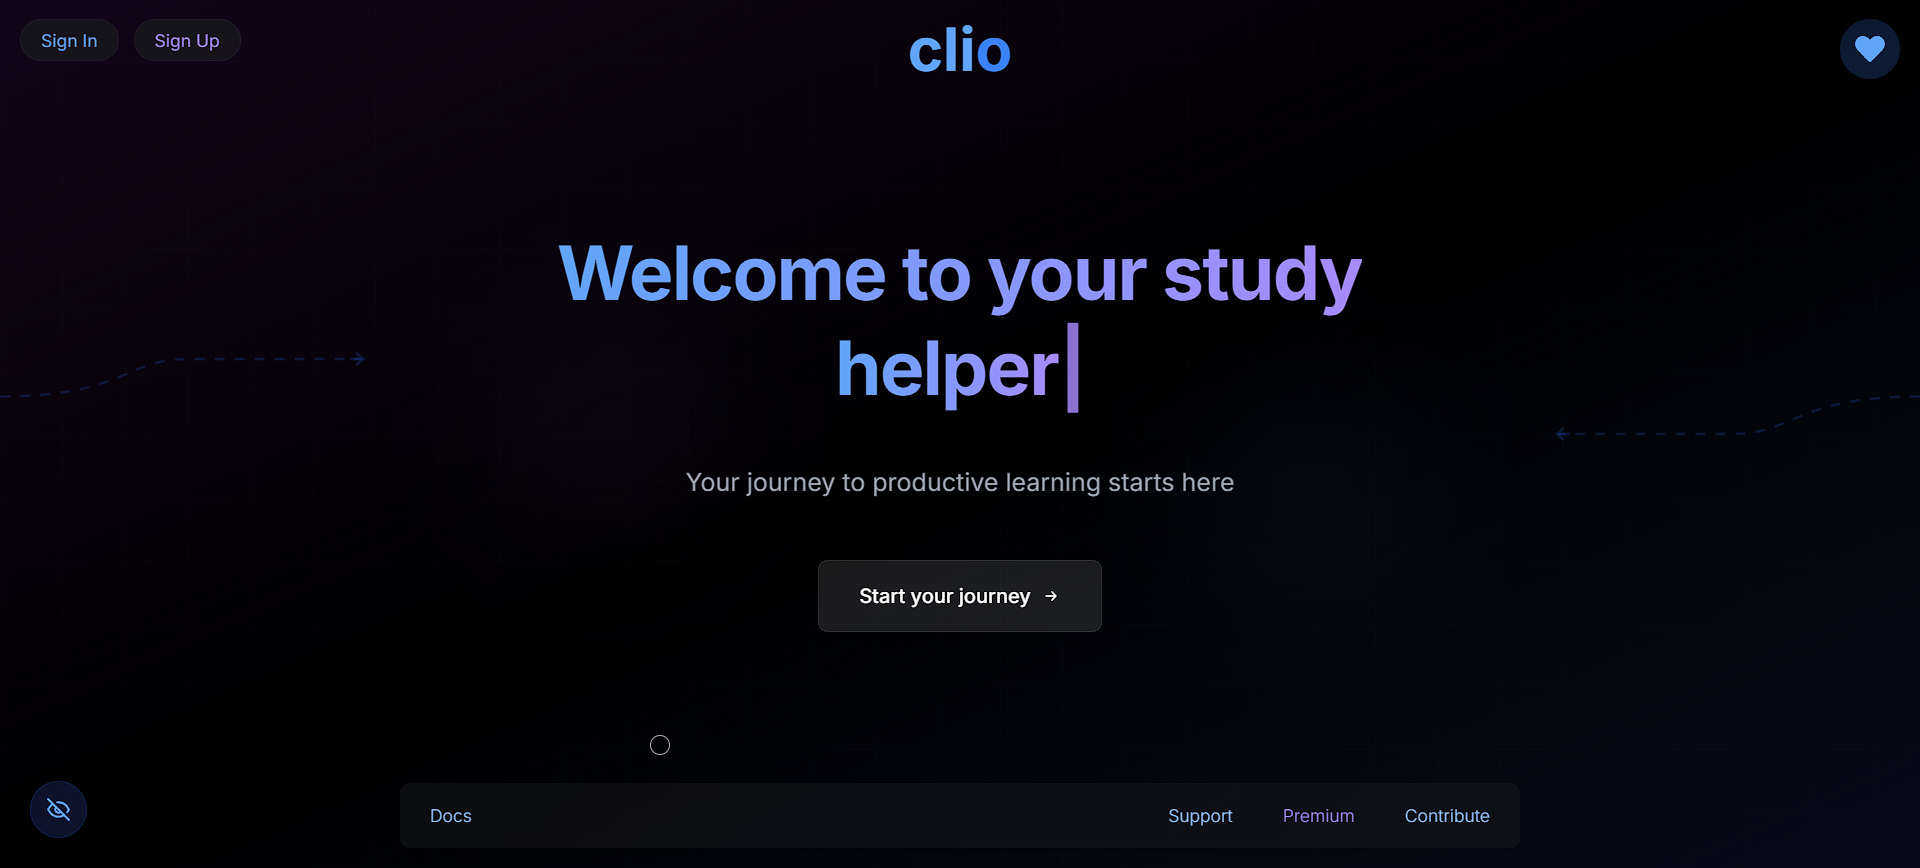 Sign In
Sign Up
clio
Welcome to your study
helper
Your journey to productive learning starts here
Start your journey →
Docs
Support
Premium
Contribute